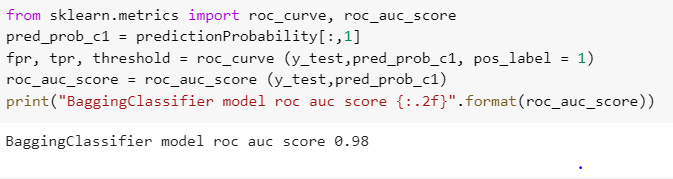 from sklearn.metrics import roc_curve, roc_auc_score
pred_prob_c1 = predictionProbability[:,1]
fpr, tpr, threshold = roc_curve (y_test,pred_prob_c1, pos_label = 1)
roc_auc_score = roc_auc_score (y_test,pred_prob_c1)
print("BaggingClassifier model roc auc score {:.2f}".format(roc_auc_score))
BaggingClassifier model roc auc score 0.98